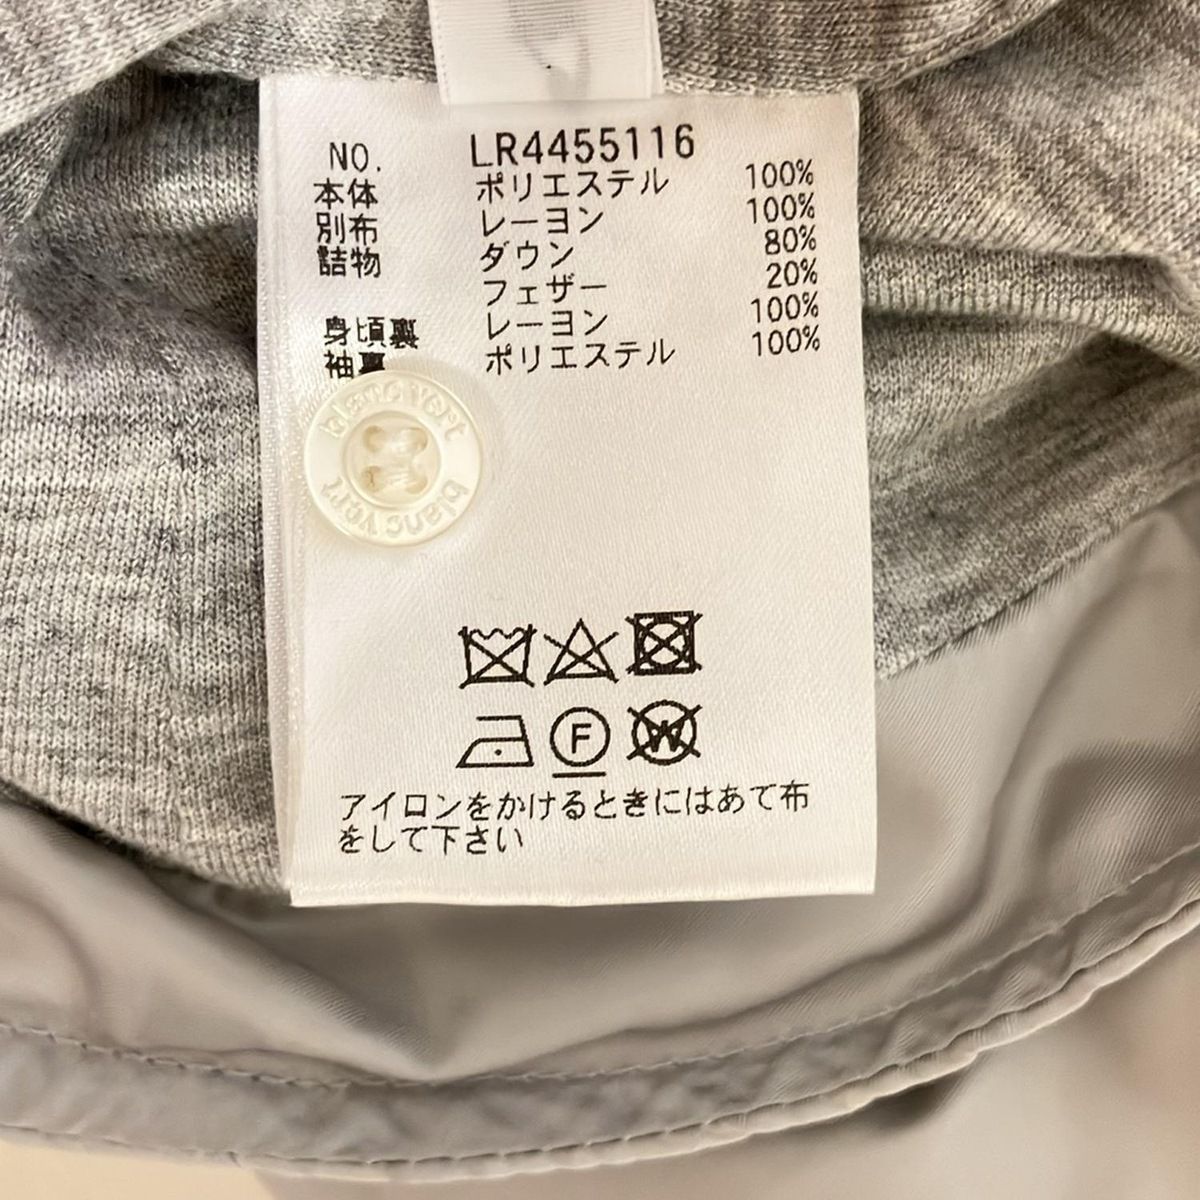 NO. LR4455116
本体 ポリエステル 100%
別布 レーヨン 100%
詰物 ダウン 80%
フェザー 20%
身頃裏 レーヨン 100%
袖裏 ポリエステル 100%
blanc vert
blanc vert
F
W
アイロンをかけるときにはあて布
をして下さい